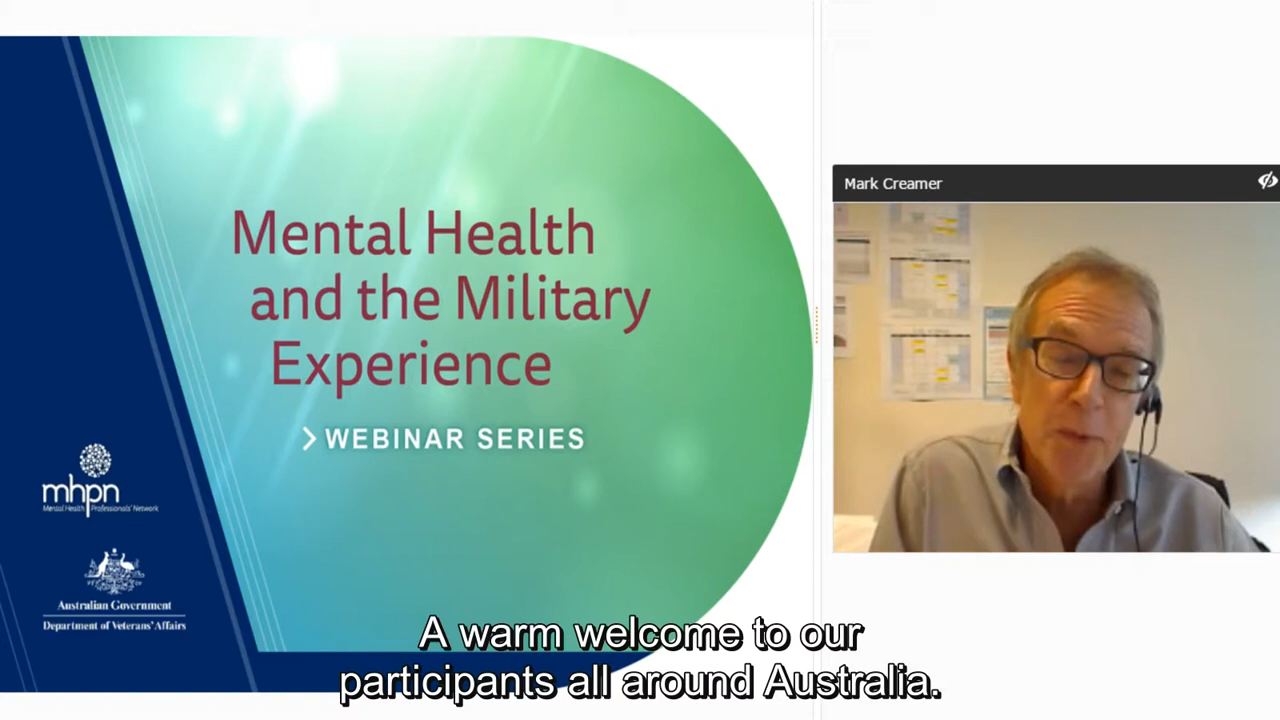 Mental Health
and the Military
Experience
WEBINAR SERIES
mhpn
Mental Health Professionals' Network
Australian Government
Department of Veterans' Affairs
Mark Creamer
A warm welcome to our
participants all around Australia.